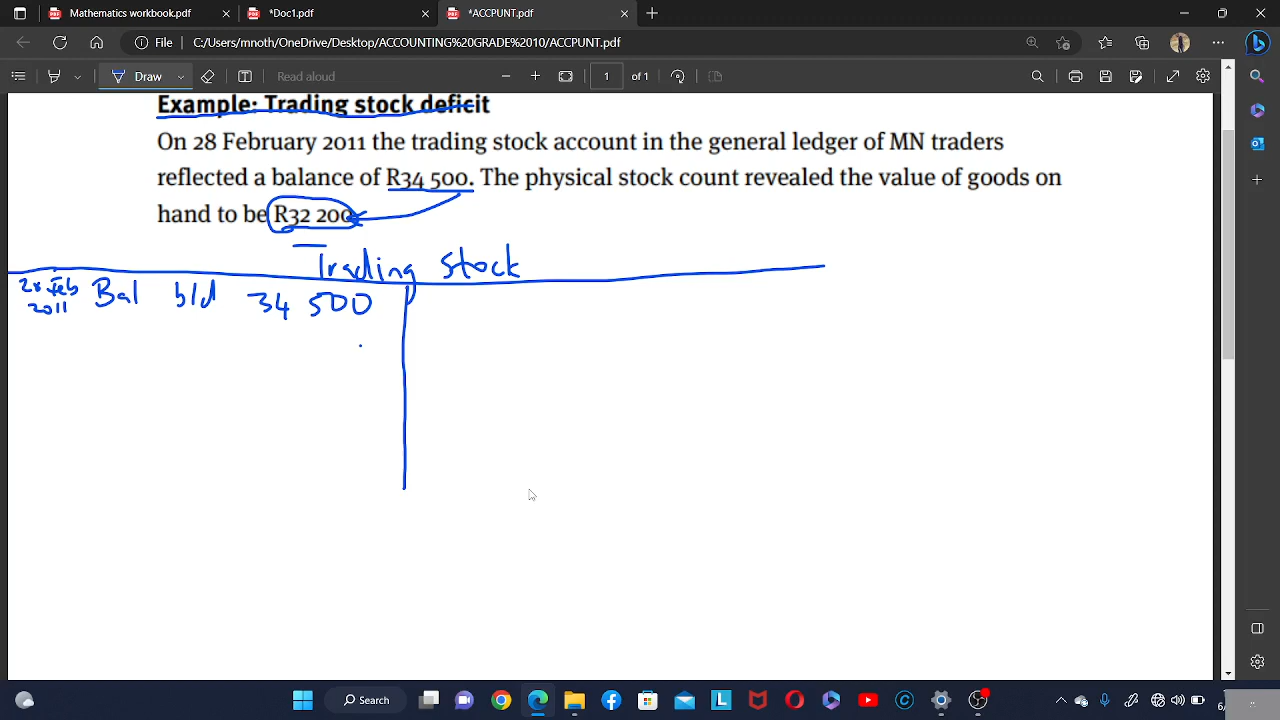 Mathematics workbook.pdf
*Doc1.pdf
*ACCPUNT.pdf
File C:/Users/mnoth/OneDrive/Desktop/ACCOUNTING%20GRADE%2010/ACCPUNT.pdf
Draw
Read aloud
1 of 1
Example: Trading stock deficit
On 28 February 2011 the trading stock account in the general ledger of MN traders
reflected a balance of R34 500. The physical stock count revealed the value of goods on
hand to be R32 200
Trading Stock
28 Feb Bal b/d 34 500
2011
Search